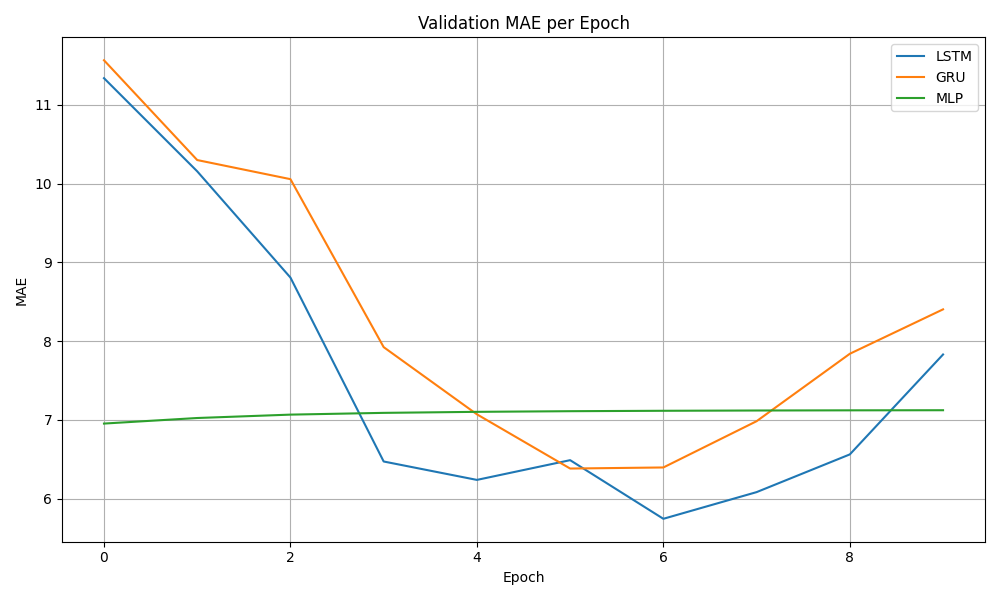 Validation MAE per Epoch
LSTM
GRU
MLP
11
10
9
8
7
6
MAE
0 2 4 6 8
Epoch